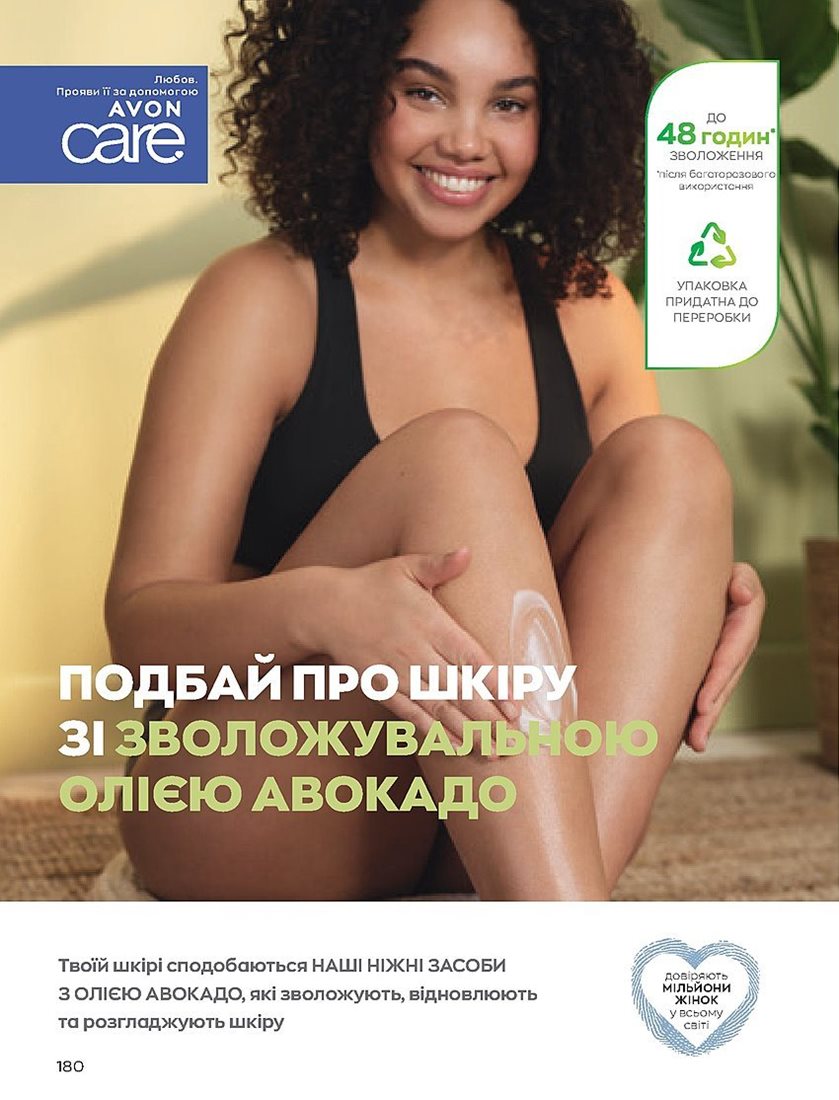 Любов.
Прояви її за допомогою
AVON
care
ДО
48 годин*
ЗВОЛОЖЕННЯ
*після багаторазового
використання
УПАКОВКА
ПРИДАТНА ДО
ПЕРЕРОБКИ
ПОДБАЙ ПРО ШКІРУ
ЗІ ЗВОЛОЖУВАЛЬНОЮ
ОЛІЄЮ АВОКАДО
Твоїй шкірі сподобаються НАШІ НІЖНІ ЗАСОБИ
З ОЛІЄЮ АВОКАДО, які зволожують, відновлюють
та розгладжують шкіру
довіряють
МІЛЬЙОНИ
ЖІНОК
у всьому
світі
180